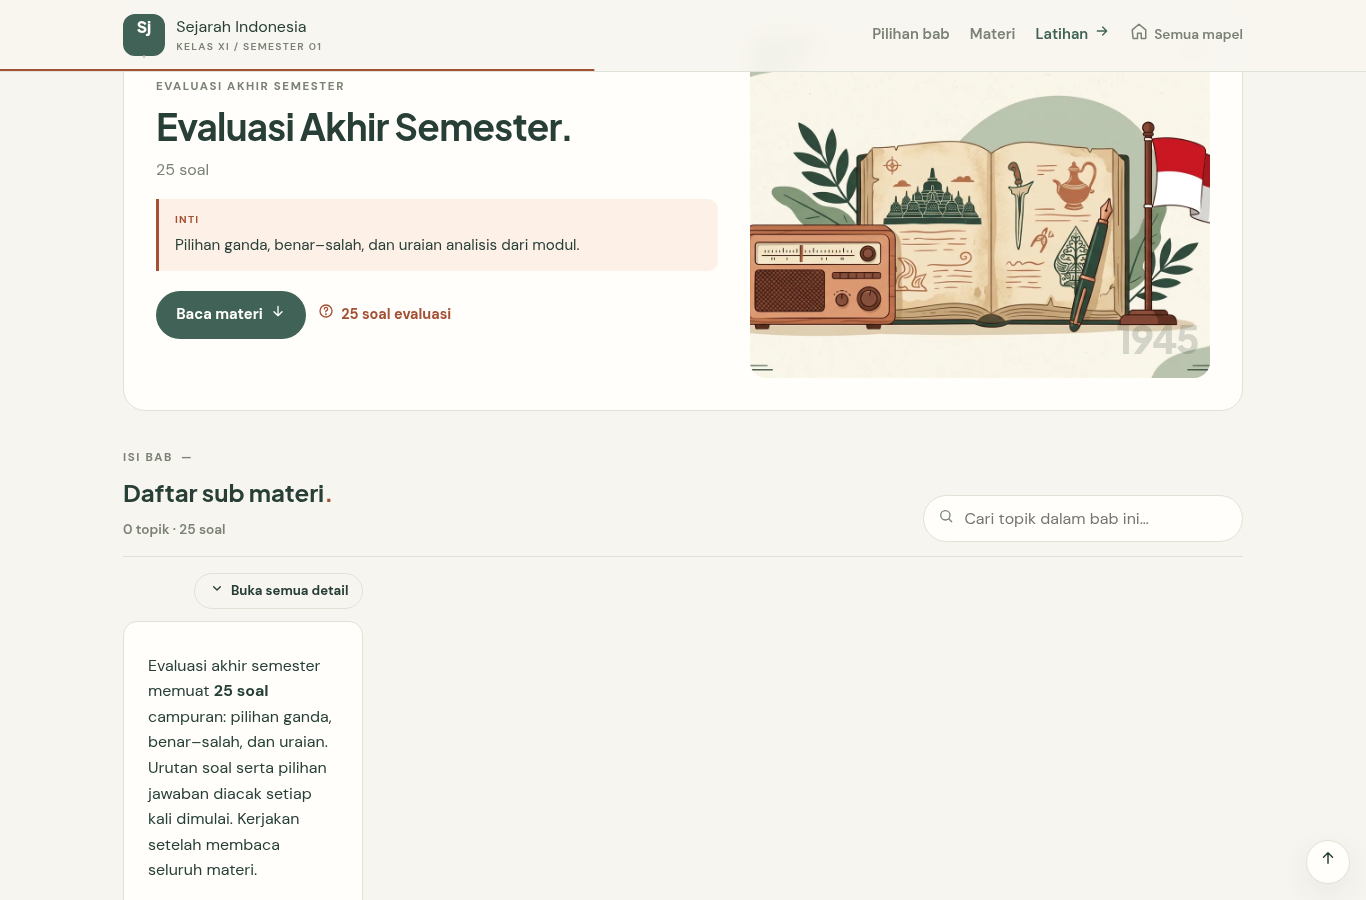 Sj
Sejarah Indonesia
KELAS XI / SEMESTER 01
Pilihan bab
Materi
Latihan
Semua mapel
EVALUASI AKHIR SEMESTER
Evaluasi Akhir Semester.
25 soal
INTI
Pilihan ganda, benar–salah, dan uraian analisis dari modul.
Baca materi
25 soal evaluasi
1945
ISI BAB —
Daftar sub materi.
0 topik · 25 soal
Cari topik dalam bab ini...
Buka semua detail
Evaluasi akhir semester
memuat 25 soal
campuran: pilihan ganda,
benar–salah, dan uraian.
Urutan soal serta pilihan
jawaban diacak setiap
kali dimulai. Kerjakan
setelah membaca
seluruh materi.